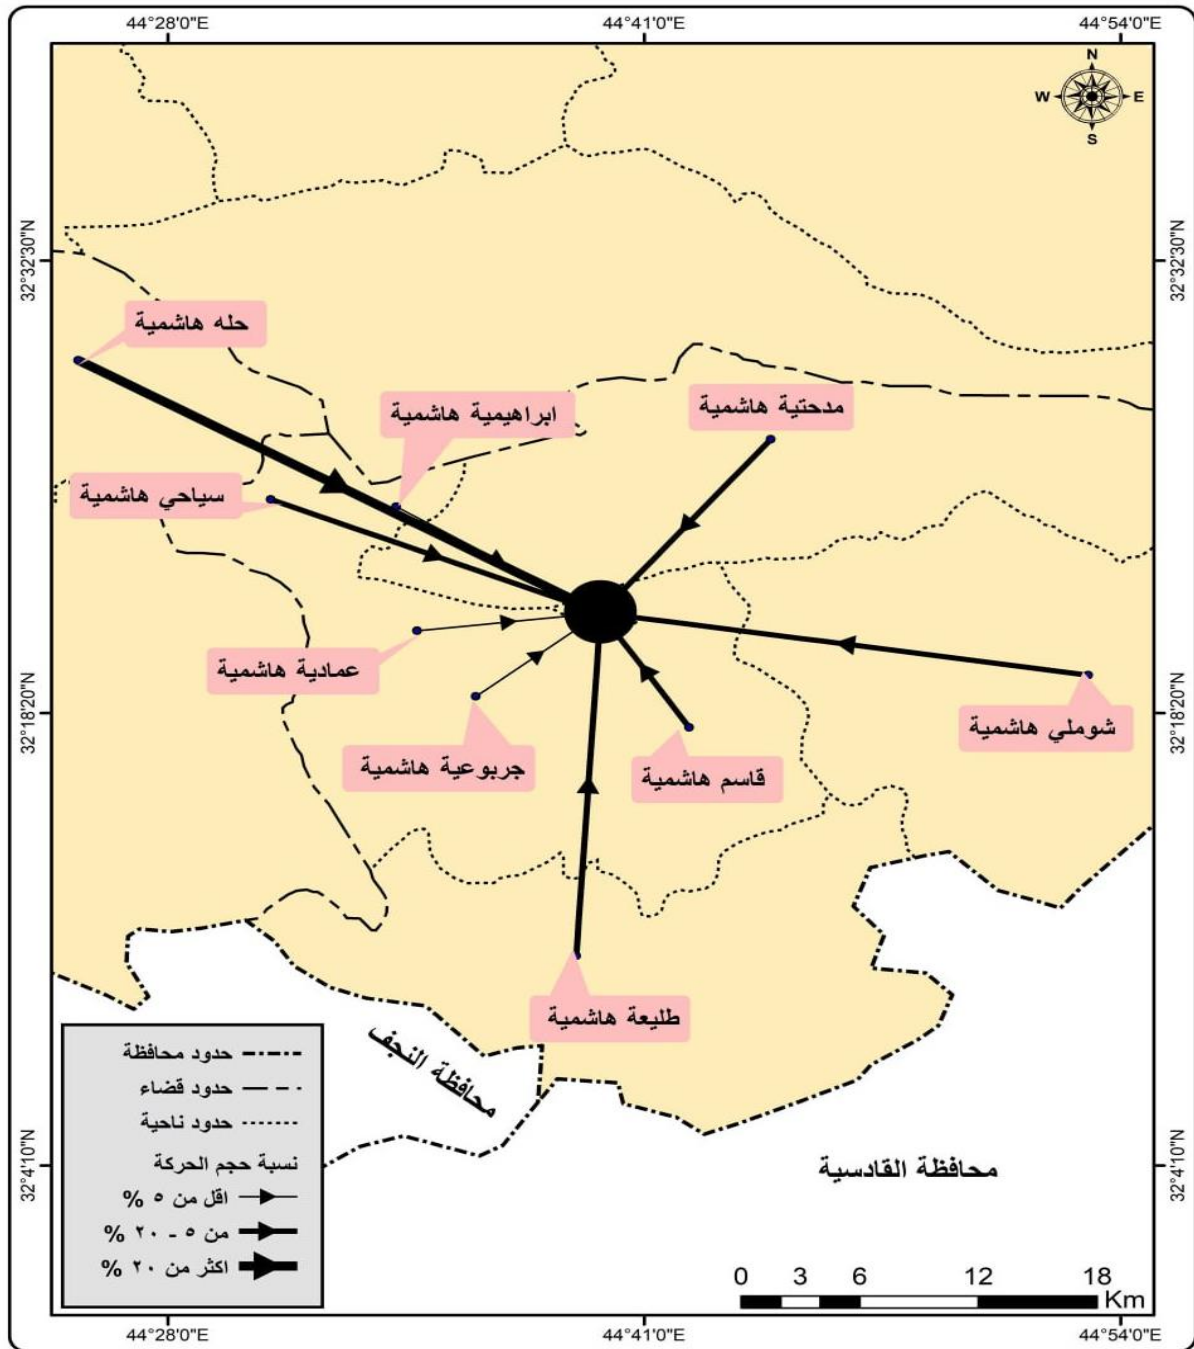 44°28'0"E
44°41'0"E
44°54'0"E
N
W
E
S
32°32'30"N
32°32'30"N
حله هاشمية
ابراهيمية هاشمية
مدحتية هاشمية
سياحي هاشمية
عمادية هاشمية
32°18'20"N
32°18'20"N
شوملي هاشمية
جربوعية هاشمية
قاسم هاشمية
طليعة هاشمية
محافظة النجف
محافظة القادسية
32°4'10"N
32°4'10"N
حدود محافظة
حدود قضاء
حدود ناحية
نسبة حجم الحركة
اقل من ٥ %
من ٥ - ٢٠ %
اكثر من ٢٠ %
0 3 6 12 18
Km
44°28'0"E
44°41'0"E
44°54'0"E